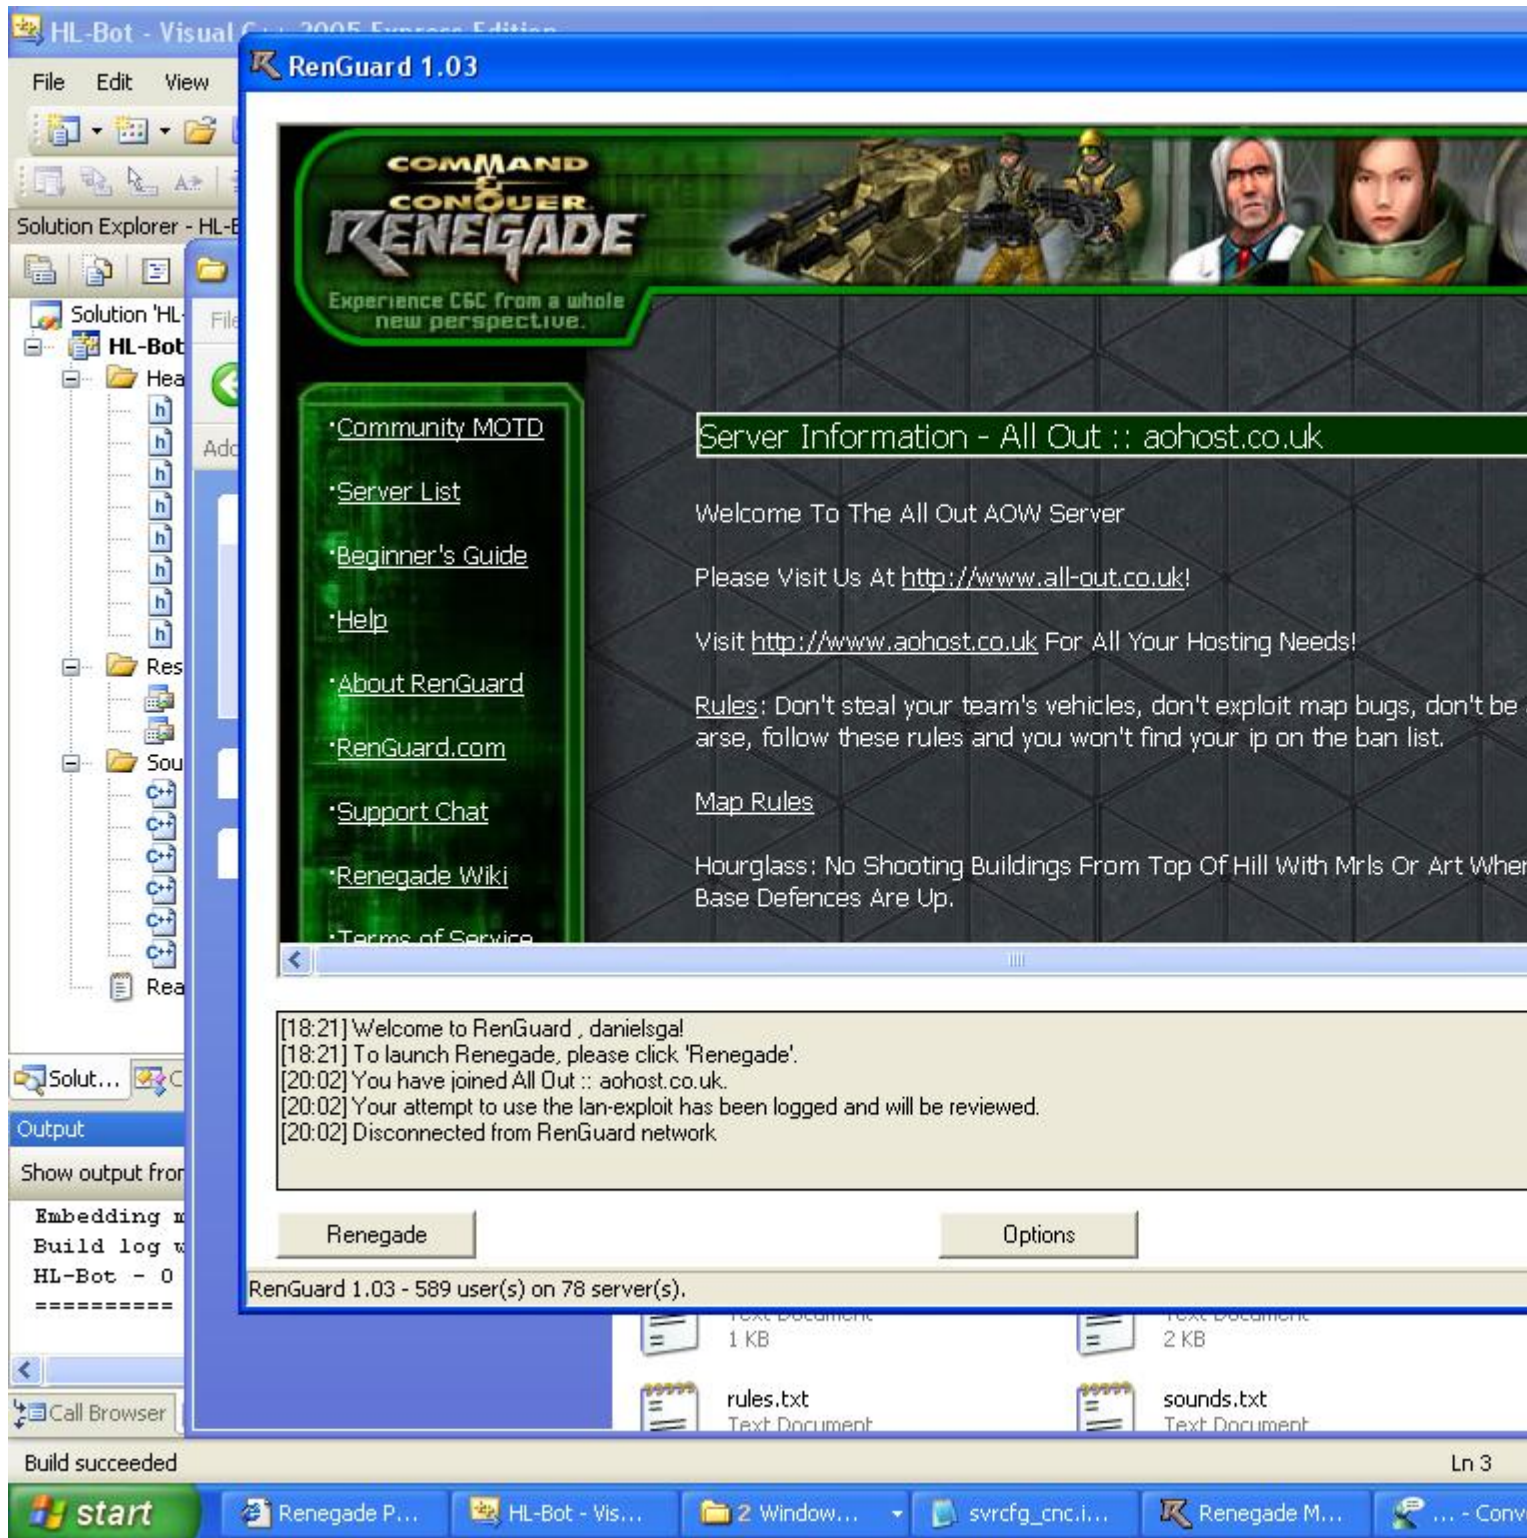 HL-Bot - Visual C++ 2005 Express Edition
File Edit View
Solution Explorer - HL-B
Solution 'HL-
HL-Bot
Hea
Res
Sou
Rea
File
Add
RenGuard 1.03
COMMAND
&
CONQUER
RENEGADE
Experience C&C from a whole
new perspective.
·Community MOTD
·Server List
·Beginner's Guide
·Help
·About RenGuard
·RenGuard.com
·Support Chat
·Renegade Wiki
·Terms of Service
Server Information - All Out :: aohost.co.uk
Welcome To The All Out AOW Server
Please Visit Us At http://www.all-out.co.uk!
Visit http://www.aohost.co.uk For All Your Hosting Needs!
Rules: Don't steal your team's vehicles, don't exploit map bugs, don't be
arse, follow these rules and you won't find your ip on the ban list.
Map Rules
Hourglass: No Shooting Buildings From Top Of Hill With Mrls Or Art When
Base Defences Are Up.
[18:21] Welcome to RenGuard , danielsga!
[18:21] To launch Renegade, please click 'Renegade'.
[20:02] You have joined All Out :: aohost.co.uk.
[20:02] Your attempt to use the lan-exploit has been logged and will be reviewed.
[20:02] Disconnected from RenGuard network
Renegade Options
RenGuard 1.03 - 589 user(s) on 78 server(s).
Solut... C
Output
Show output from
Embedding m
Build log w
HL-Bot - 0
==========
Call Browser
Text Document Text Document
1 KB 2 KB
rules.txt sounds.txt
Text Document Text Document
Build succeeded Ln 3
start Renegade P... HL-Bot - Vis... 2 Window... svrcfg_cnc.i... Renegade M... ... - Conv